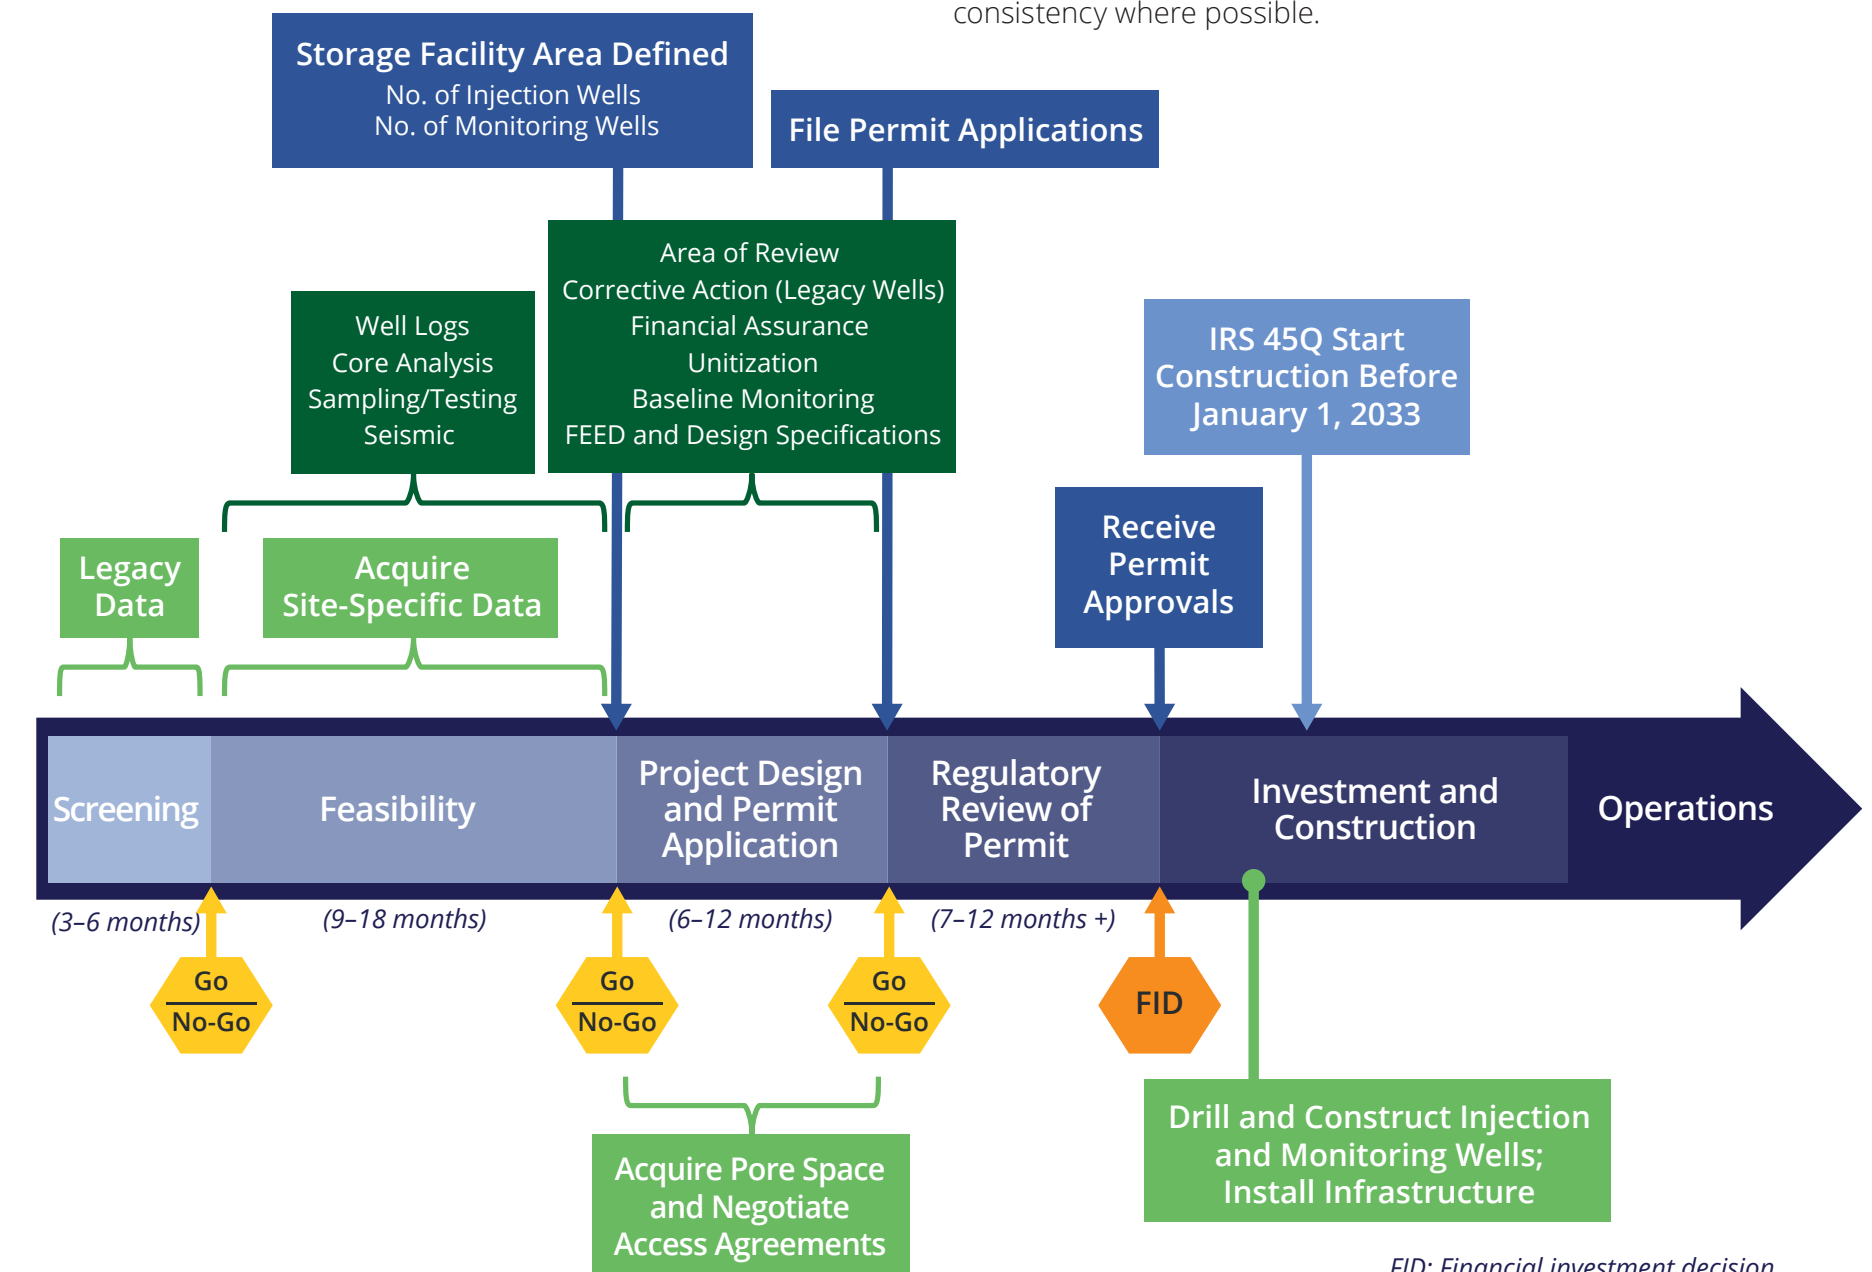 consistency where possible.
Storage Facility Area Defined
No. of Injection Wells
No. of Monitoring Wells
File Permit Applications
Area of Review
Corrective Action (Legacy Wells)
Financial Assurance
Unitization
Baseline Monitoring
FEED and Design Specifications
Well Logs
Core Analysis
Sampling/Testing
Seismic
IRS 45Q Start
Construction Before
January 1, 2033
Receive
Permit
Approvals
Legacy
Data
Acquire
Site-Specific Data
Screening
Feasibility
Project Design
and Permit
Application
Regulatory
Review of
Permit
Investment and
Construction
Operations
(3–6 months)
(9–18 months)
(6–12 months)
(7–12 months +)
Go
No-Go
Go
No-Go
Go
No-Go
FID
Acquire Pore Space
and Negotiate
Access Agreements
Drill and Construct Injection
and Monitoring Wells;
Install Infrastructure
FID: Financial investment decision